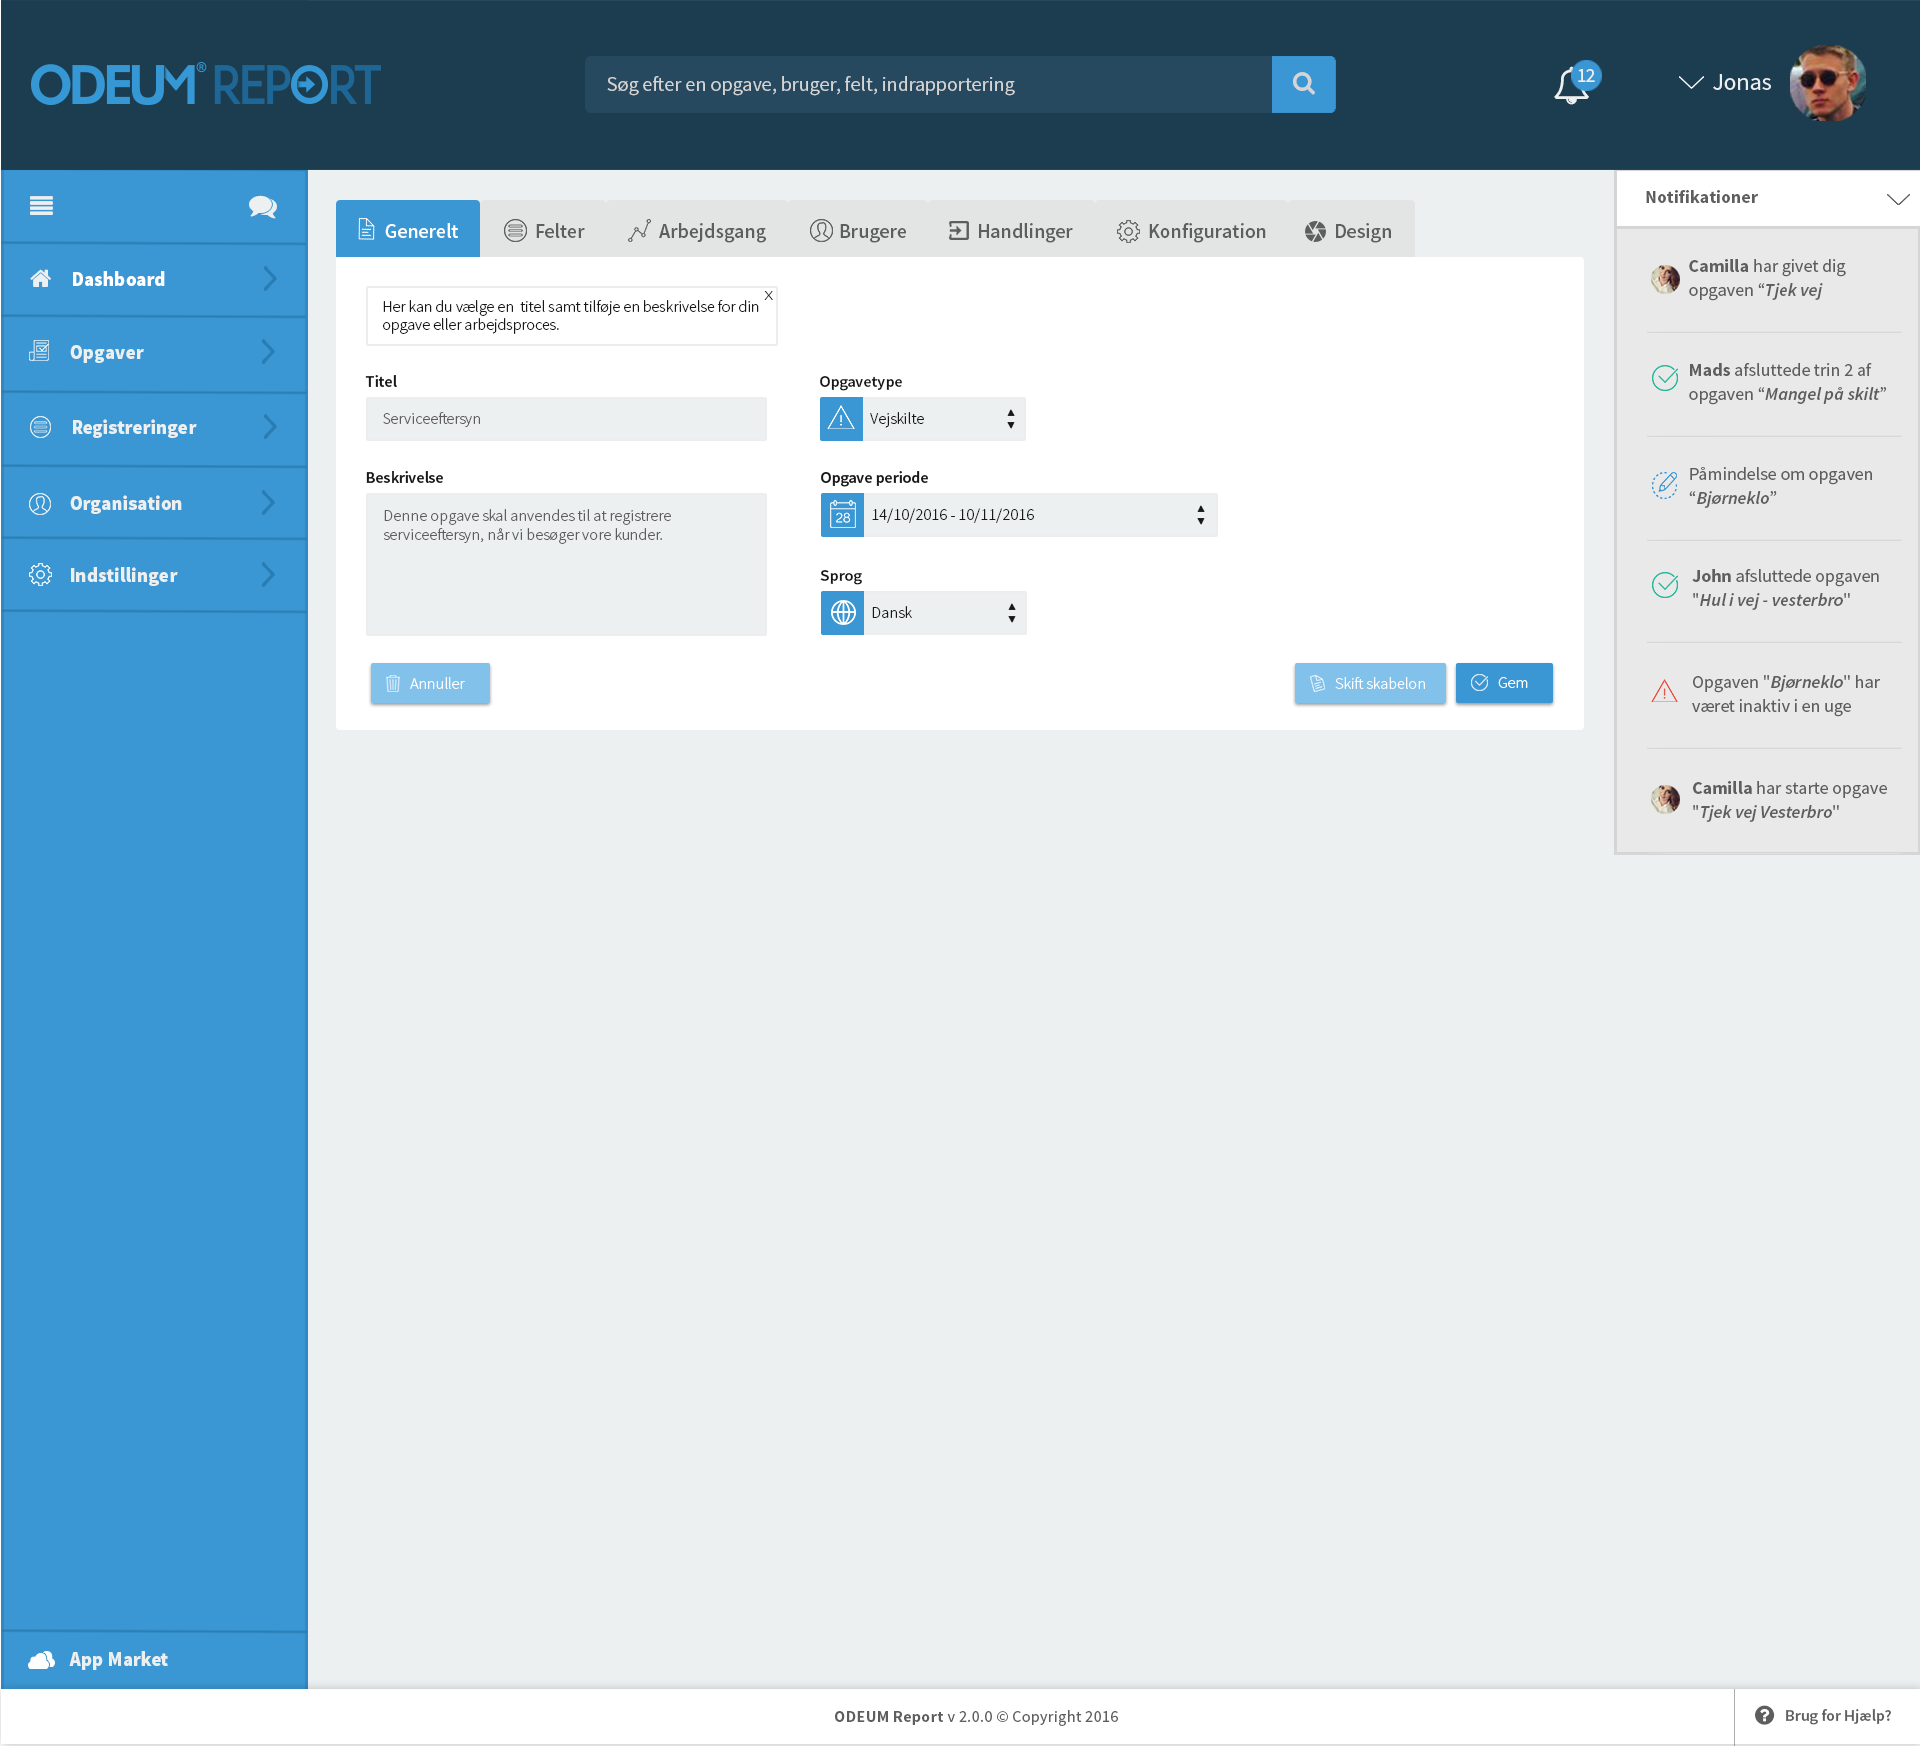 ODEUM® REPORT
Søg efter en opgave, bruger, felt, indrapportering
12
Jonas
Dashboard
Opgaver
Registreringer
Organisation
Indstillinger
App Market
Generelt
Felter
Arbejdsgang
Brugere
Handlinger
Konfiguration
Design
X
Her kan du vælge en titel samt tilføje en beskrivelse for din
opgave eller arbejdsproces.
Titel
Serviceeftersyn
Beskrivelse
Denne opgave skal anvendes til at registrere
serviceeftersyn, når vi besøger vore kunder.
Opgavetype
Vejskilte
Opgave periode
28
14/10/2016 - 10/11/2016
Sprog
Dansk
Annuller
Skift skabelon
Gem
Notifikationer
Camilla har givet dig
opgaven “Tjek vej
Mads afsluttede trin 2 af
opgaven “Mangel på skilt”
Påmindelse om opgaven
“Bjørneklo”
John afsluttede opgaven
"Hul i vej - vesterbro"
Opgaven "Bjørneklo" har
været inaktiv i en uge
Camilla har starte opgave
"Tjek vej Vesterbro"
ODEUM Report v 2.0.0 © Copyright 2016
Brug for Hjælp?